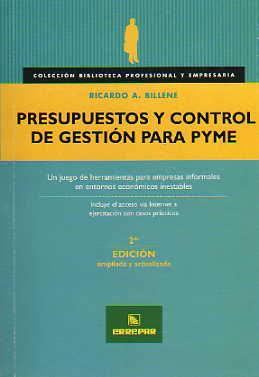 COLECCIÓN BIBLIOTECA PROFESIONAL Y EMPRESARIA
RICARDO A. BILLENE
PRESUPUESTOS Y CONTROL
DE GESTIÓN PARA PYME
Un juego de herramientas para empresas informales
en entornos económicos inestables
Incluye el acceso vía Internet a
ejercitación con casos prácticos
2da
EDICIÓN
ampliada y actualizada
ERREPAR